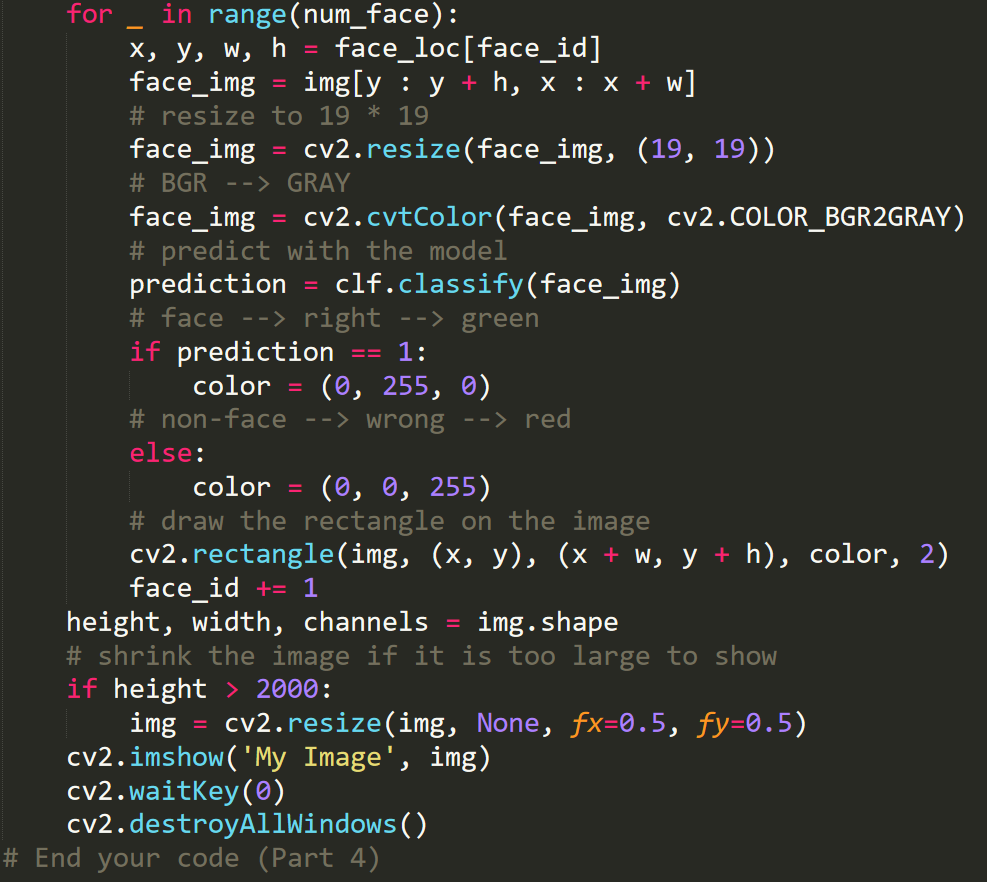 for _ in range(num_face):
x, y, w, h = face_loc[face_id]
face_img = img[y : y + h, x : x + w]
# resize to 19 * 19
face_img = cv2.resize(face_img, (19, 19))
# BGR --> GRAY
face_img = cv2.cvtColor(face_img, cv2.COLOR_BGR2GRAY)
# predict with the model
prediction = clf.classify(face_img)
# face --> right --> green
if prediction == 1:
color = (0, 255, 0)
# non-face --> wrong --> red
else:
color = (0, 0, 255)
# draw the rectangle on the image
cv2.rectangle(img, (x, y), (x + w, y + h), color, 2)
face_id += 1
height, width, channels = img.shape
# shrink the image if it is too large to show
if height > 2000:
img = cv2.resize(img, None, fx=0.5, fy=0.5)
cv2.imshow('My Image', img)
cv2.waitKey(0)
cv2.destroyAllWindows()
# End your code (Part 4)